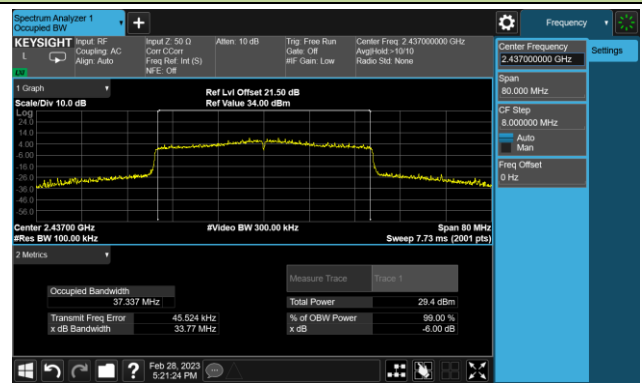 Spectrum Analyzer 1
Occupied BW
Frequency
KEYSIGHT
L
Input: RF
Coupling: AC
Align: Auto
Input Z: 50 Ω
Corr CCorr
Freq Ref: Int (S)
NFE: Off
Atten: 10 dB
Trig: Free Run
Gate: Off
#IF Gain: Low
Center Freq: 2.437000000 GHz
Avg|Hold:>10/10
Radio Std: None
Center Frequency
2.437000000 GHz
Settings
Span
80.000 MHz
CF Step
8.000000 MHz
Auto
Man
Freq Offset
0 Hz
1 Graph
Scale/Div 10.0 dB
Ref Lvl Offset 21.50 dB
Ref Value 34.00 dBm
Log
24.0
14.0
4.00
-6.00
-16.0
-26.0
-36.0
-46.0
-56.0
Center 2.43700 GHz
#Res BW 100.00 kHz
#Video BW 300.00 kHz
Span 80 MHz
Sweep 7.73 ms (2001 pts)
2 Metrics
Measure Trace
Trace 1
Occupied Bandwidth
37.337 MHz
Total Power
29.4 dBm
Transmit Freq Error
45.524 kHz
% of OBW Power
99.00 %
x dB Bandwidth
33.77 MHz
x dB
-6.00 dB
Feb 28, 2023
5:21:24 PM